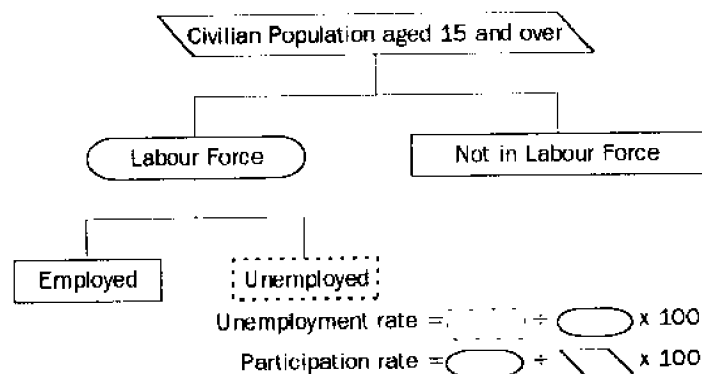 Civilian Population aged 15 and over
Labour Force
Not in Labour Force
Employed
Unemployed
Unemployment rate = ÷ x 100
Participation rate = ÷ x 100